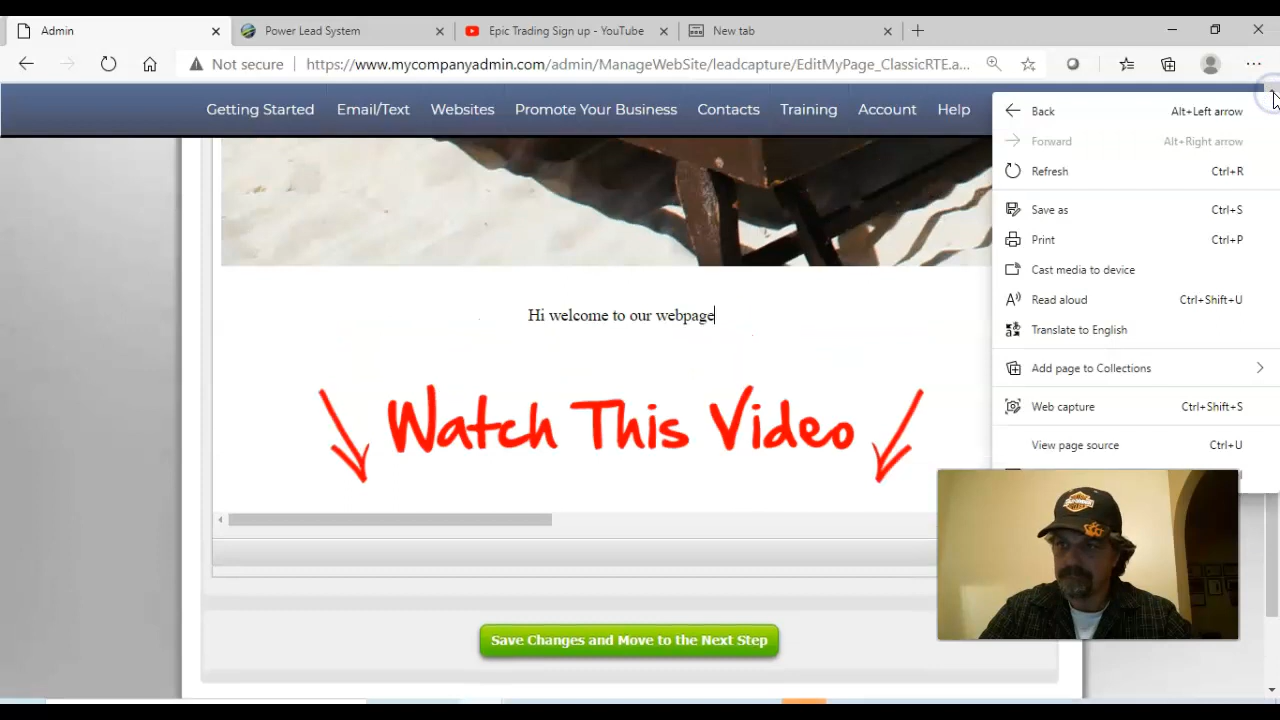 Admin
Power Lead System
Epic Trading Sign up - YouTube
New tab
Not secure
https://www.mycompanyadmin.com/admin/ManageWebSite/leadcapture/EditMyPage_ClassicRTE.a...
Getting Started
Email/Text
Websites
Promote Your Business
Contacts
Training
Account
Help
Back Alt+Left arrow
Forward Alt+Right arrow
Refresh Ctrl+R
Save as Ctrl+S
Print Ctrl+P
Cast media to device
Read aloud Ctrl+Shift+U
Translate to English
Add page to Collections
Web capture Ctrl+Shift+S
View page source Ctrl+U
Hi welcome to our webpage
Watch This Video
Save Changes and Move to the Next Step